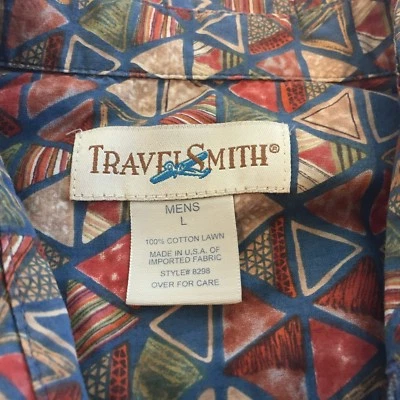 TRAVELSMITH®
MENS
L
100% COTTON LAWN
MADE IN U.S.A. OF
IMPORTED FABRIC
STYLE# 8298
OVER FOR CARE